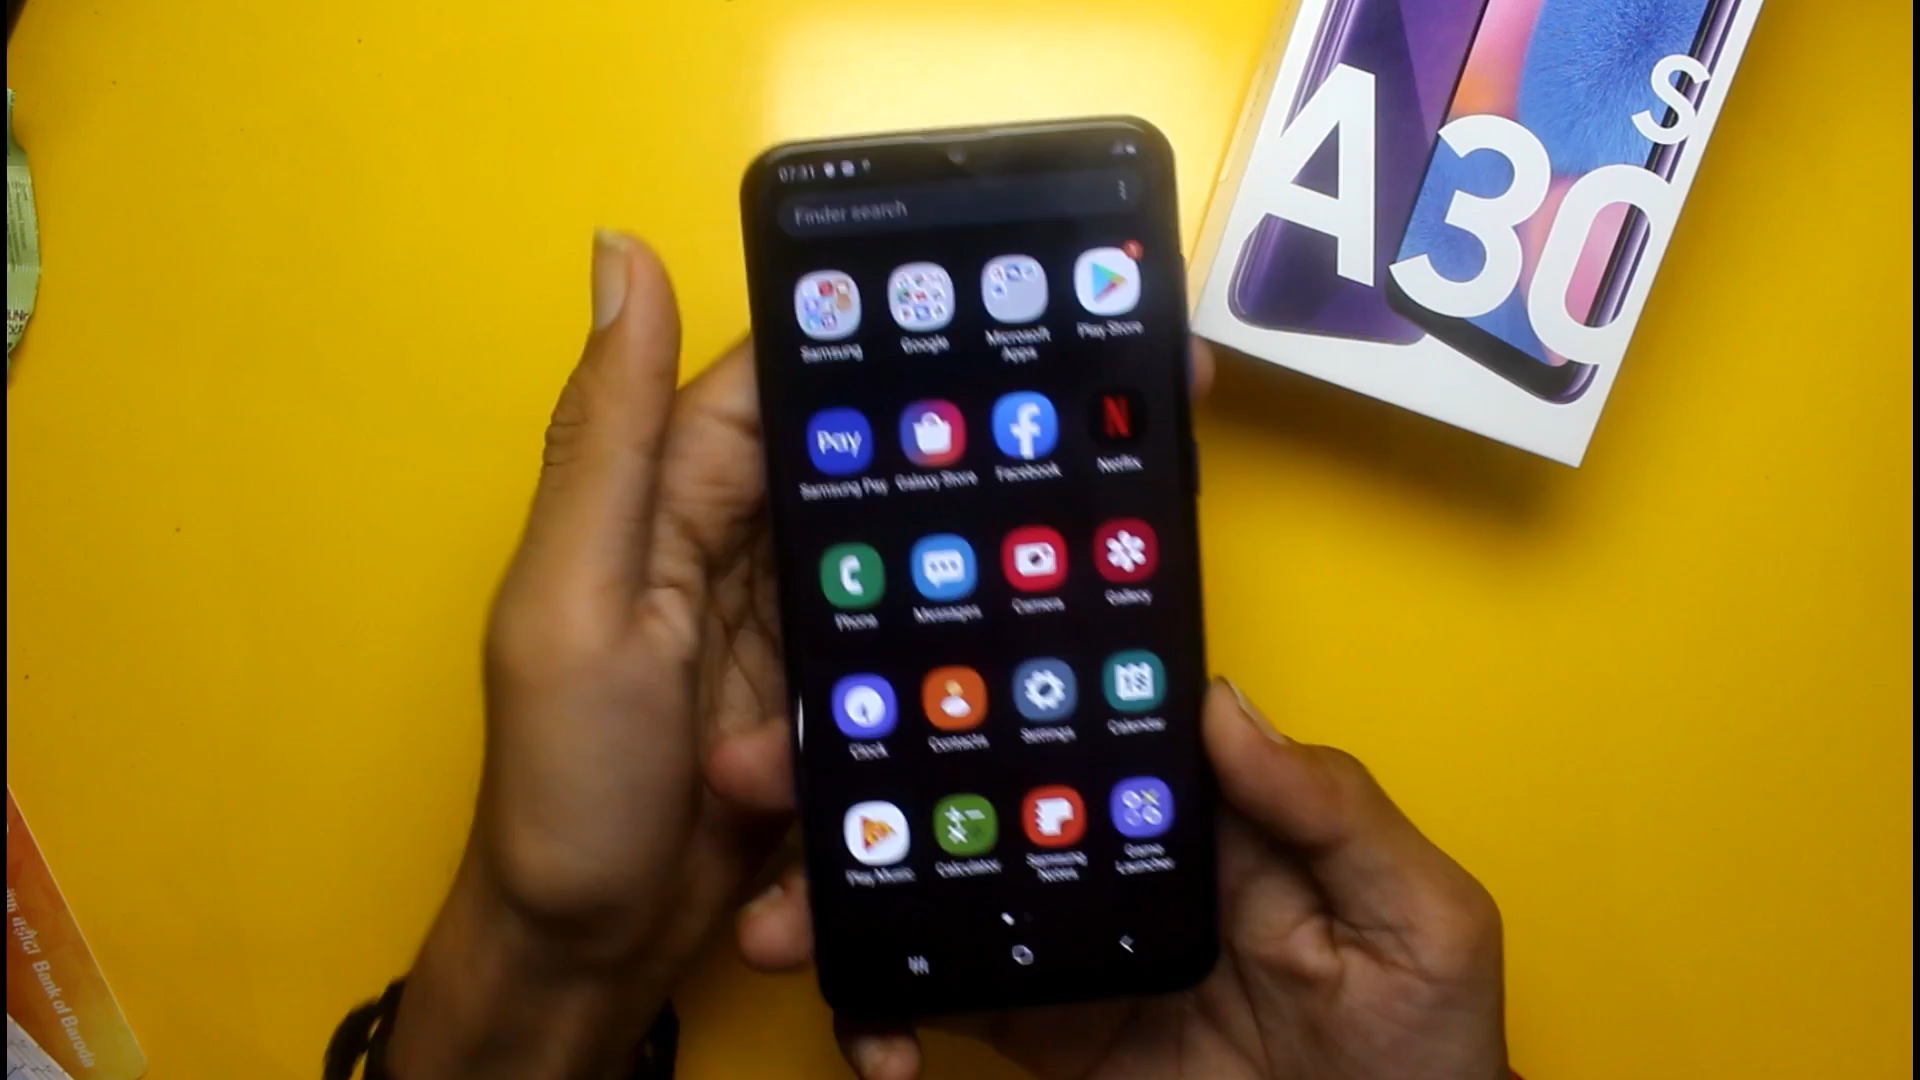 A30s
07:31
Finder search
Samsung
Google
Microsoft Apps
Play Store
Pay
Samsung Pay
Galaxy Store
Facebook
N
Netflix
Phone
Messages
Camera
Gallery
Clock
Contacts
Settings
Calendar
Play Music
Calculator
Samsung Notes
Game Launcher
Bank of Baroda